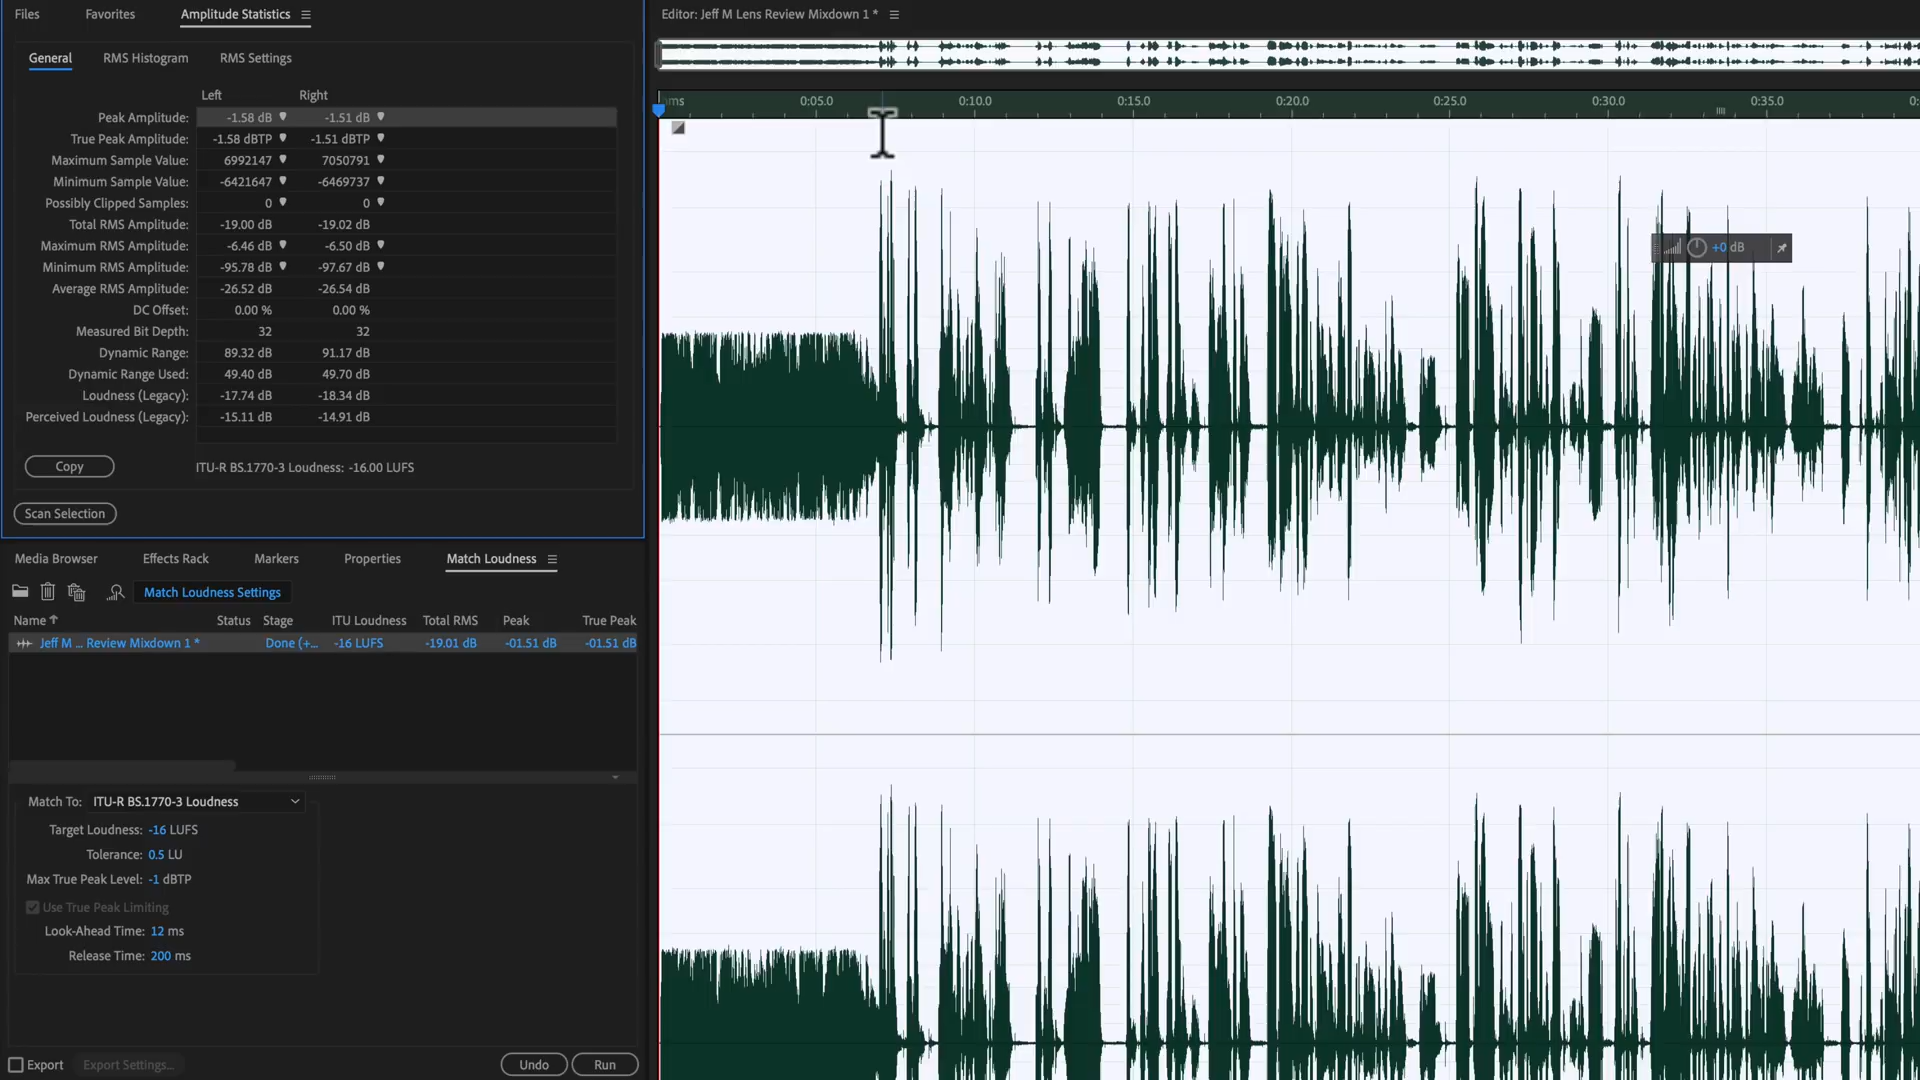 Files Favorites Amplitude Statistics
Editor: Jeff M Lens Review Mixdown 1 *
General RMS Histogram RMS Settings
Left Right
Peak Amplitude: -1.58 dB -1.51 dB
True Peak Amplitude: -1.58 dBTP -1.51 dBTP
Maximum Sample Value: 6992147 7050791
Minimum Sample Value: -6421647 -6469737
Possibly Clipped Samples: 0 0
Total RMS Amplitude: -19.00 dB -19.02 dB
Maximum RMS Amplitude: -6.46 dB -6.50 dB
Minimum RMS Amplitude: -95.78 dB -97.67 dB
Average RMS Amplitude: -26.52 dB -26.54 dB
DC Offset: 0.00 % 0.00 %
Measured Bit Depth: 32 32
Dynamic Range: 89.32 dB 91.17 dB
Dynamic Range Used: 49.40 dB 49.70 dB
Loudness (Legacy): -17.74 dB -18.34 dB
Perceived Loudness (Legacy): -15.11 dB -14.91 dB
Copy ITU-R BS.1770-3 Loudness: -16.00 LUFS
Scan Selection
Media Browser Effects Rack Markers Properties Match Loudness
Match Loudness Settings
Name Status Stage ITU Loudness Total RMS Peak True Peak
Jeff M ... Review Mixdown 1 * Done (+... -16 LUFS -19.01 dB -01.51 dB -01.51 dB
Match To: ITU-R BS.1770-3 Loudness
Target Loudness: -16 LUFS
Tolerance: 0.5 LU
Max True Peak Level: -1 dBTP
Use True Peak Limiting
Look-Ahead Time: 12 ms
Release Time: 200 ms
Export Export Settings... Undo Run
0:05.0 0:10.0 0:15.0 0:20.0 0:25.0 0:30.0 0:35.0
+0 dB